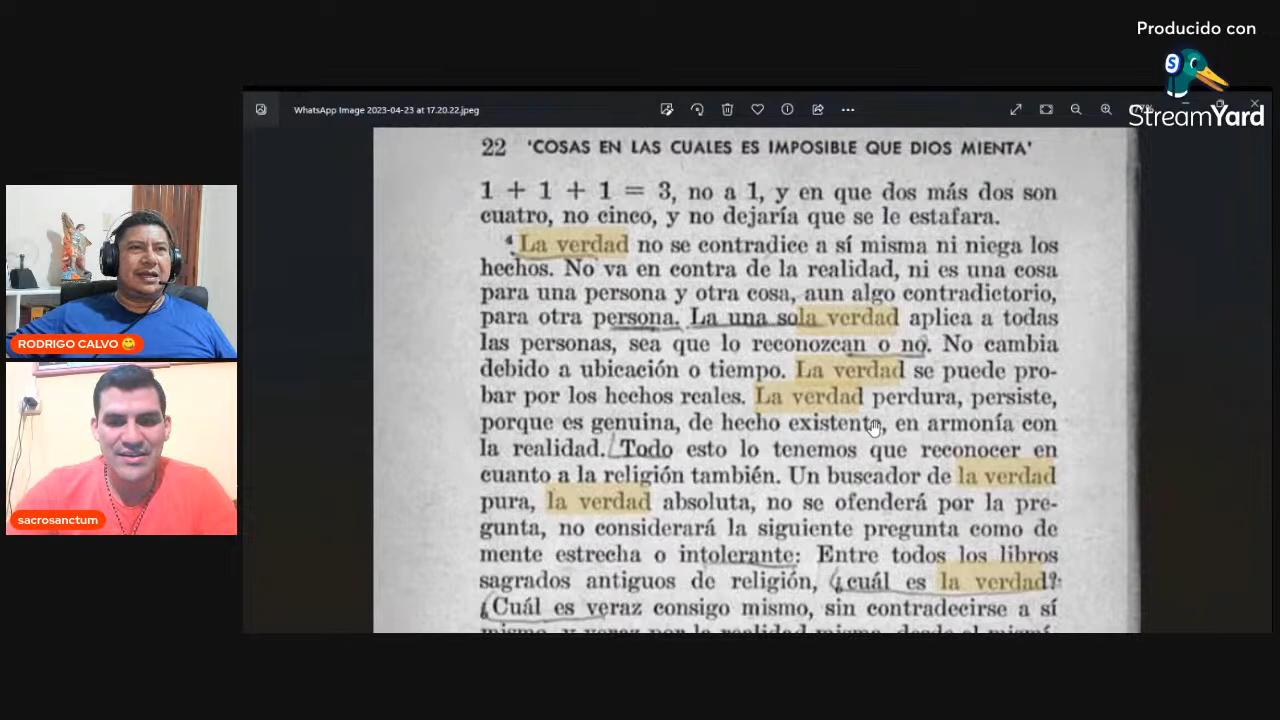 Producido con
StreamYard
WhatsApp Image 2023-04-23 at 17.20.22.jpeg
22 'COSAS EN LAS CUALES ES IMPOSIBLE QUE DIOS MIENTA'
1 + 1 + 1 = 3, no a 1, y en que dos más dos son
cuatro, no cinco, y no dejaría que se le estafara.
4 La verdad no se contradice a sí misma ni niega los
hechos. No va en contra de la realidad, ni es una cosa
para una persona y otra cosa, aun algo contradictorio,
para otra persona. La una sola verdad aplica a todas
las personas, sea que lo reconozcan o no. No cambia
debido a ubicación o tiempo. La verdad se puede pro-
bar por los hechos reales. La verdad perdura, persiste,
porque es genuina, de hecho existente, en armonía con
la realidad. Todo esto lo tenemos que reconocer en
cuanto a la religión también. Un buscador de la verdad
pura, la verdad absoluta, no se ofenderá por la pre-
gunta, no considerará la siguiente pregunta como de
mente estrecha o intolerante: Entre todos los libros
sagrados antiguos de religión, ¿cuál es la verdad?
¿Cuál es veraz consigo mismo, sin contradecirse a sí
RODRIGO CALVO 😋
sacrosanctum